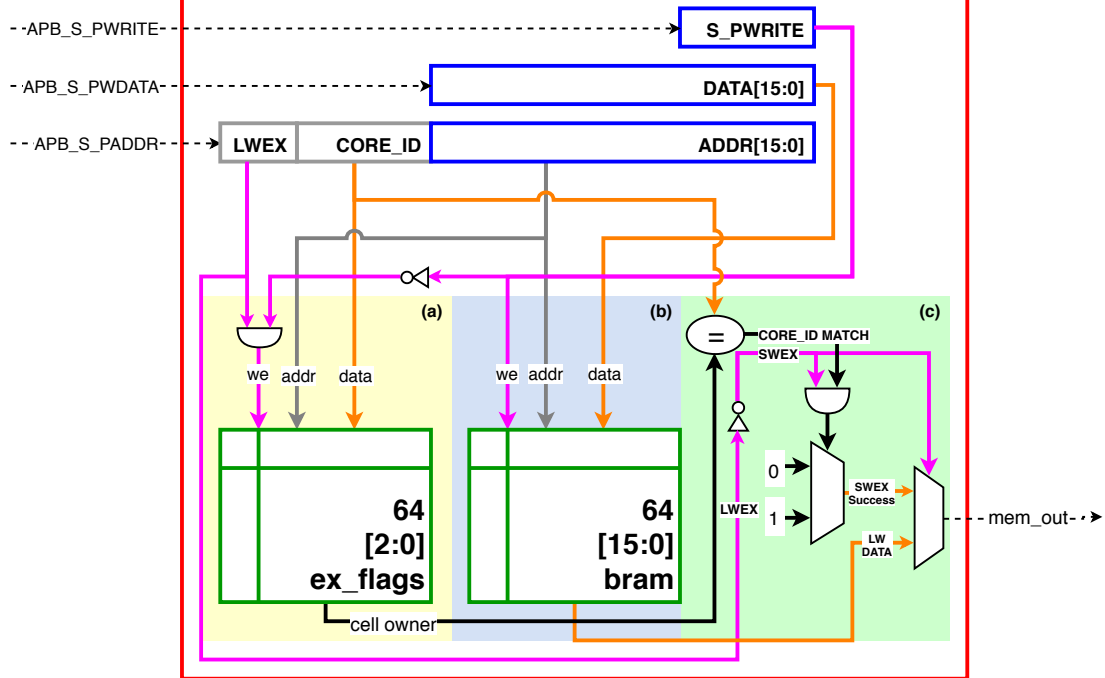 APB_S_PWRITE
S_PWRITE
APB_S_PWDATA
DATA[15:0]
APB_S_PADDR
LWEX
CORE_ID
ADDR[15:0]
(a)
(b)
(c)
=
CORE_ID MATCH
SWEX
we
addr
data
we
addr
data
0
1
LWEX
SWEX
Success
LW
DATA
mem_out
64
[2:0]
ex_flags
64
[15:0]
bram
cell owner